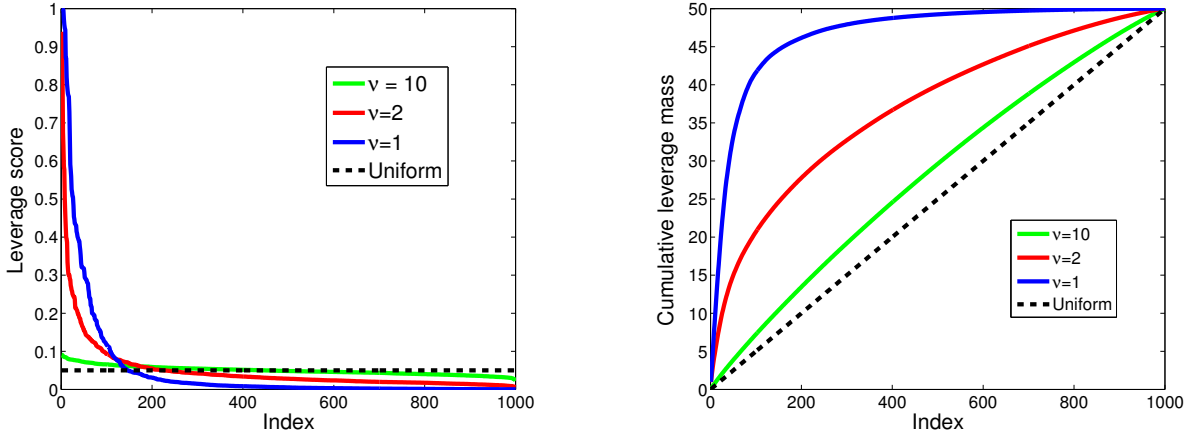 1
0.9
0.8
0.7
0.6
0.5
0.4
0.3
0.2
0.1
0
Leverage score
ν = 10
ν=2
ν=1
Uniform
0 200 400 600 800 1000
Index
50
45
40
35
30
25
20
15
10
5
0
Cumulative leverage mass
ν=10
ν=2
ν=1
Uniform
0 200 400 600 800 1000
Index